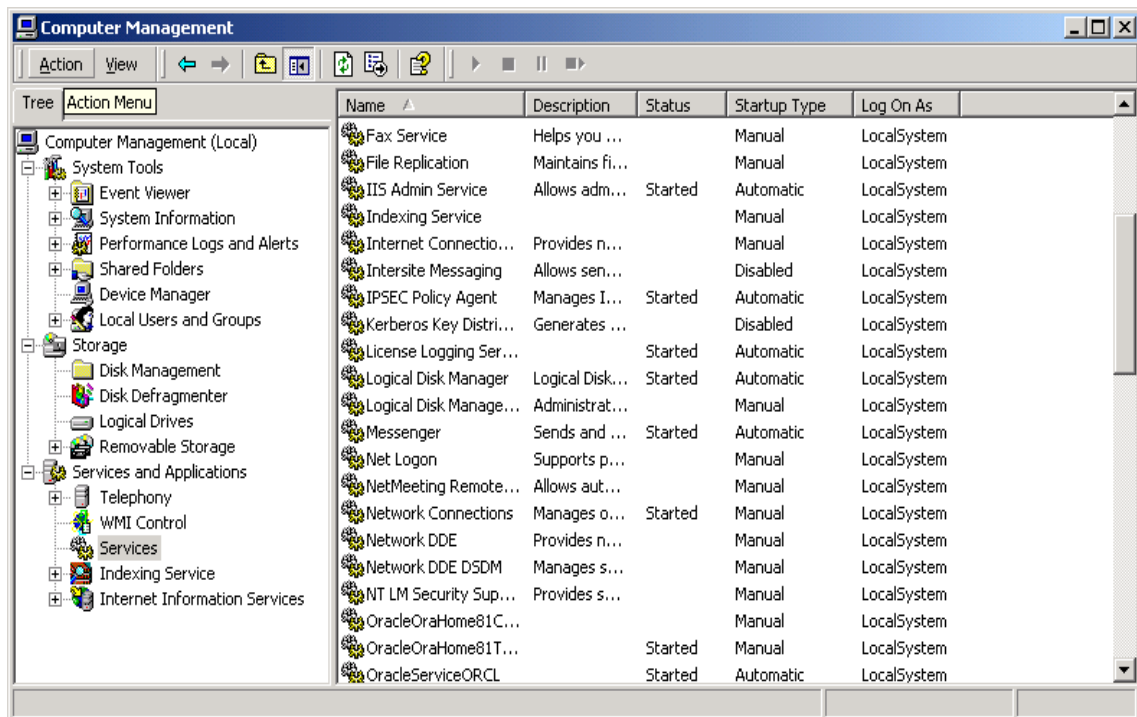 Computer Management
Action View
Tree Action Menu
Computer Management (Local)
System Tools
Event Viewer
System Information
Performance Logs and Alerts
Shared Folders
Device Manager
Local Users and Groups
Storage
Disk Management
Disk Defragmenter
Logical Drives
Removable Storage
Services and Applications
Telephony
WMI Control
Services
Indexing Service
Internet Information Services
Name Description Status Startup Type Log On As
Fax Service Helps you ... Manual LocalSystem
File Replication Maintains fi... Manual LocalSystem
IIS Admin Service Allows adm... Started Automatic LocalSystem
Indexing Service Manual LocalSystem
Internet Connectio... Provides n... Manual LocalSystem
Intersite Messaging Allows sen... Disabled LocalSystem
IPSEC Policy Agent Manages I... Started Automatic LocalSystem
Kerberos Key Distri... Generates ... Disabled LocalSystem
License Logging Ser... Started Automatic LocalSystem
Logical Disk Manager Logical Disk... Started Automatic LocalSystem
Logical Disk Manage... Administrat... Manual LocalSystem
Messenger Sends and ... Started Automatic LocalSystem
Net Logon Supports p... Manual LocalSystem
NetMeeting Remote... Allows aut... Manual LocalSystem
Network Connections Manages o... Started Manual LocalSystem
Network DDE Provides n... Manual LocalSystem
Network DDE DSDM Manages s... Manual LocalSystem
NT LM Security Sup... Provides s... Manual LocalSystem
OracleOraHome81C... Manual LocalSystem
OracleOraHome81T... Started Manual LocalSystem
OracleServiceORCL Started Automatic LocalSystem